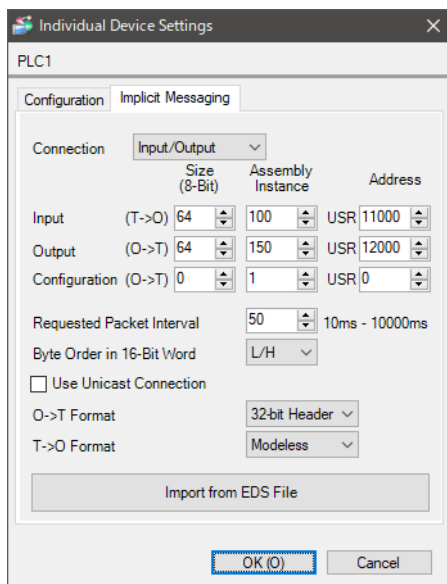 Individual Device Settings
PLC1
Configuration Implicit Messaging
Connection Input/Output
Size (8-Bit) Assembly Instance Address
Input (T->O) 64 100 USR 11000
Output (O->T) 64 150 USR 12000
Configuration (O->T) 0 1 USR 0
Requested Packet Interval 50 10ms - 10000ms
Byte Order in 16-Bit Word L/H
Use Unicast Connection
O->T Format 32-bit Header
T->O Format Modeless
Import from EDS File
OK (O) Cancel